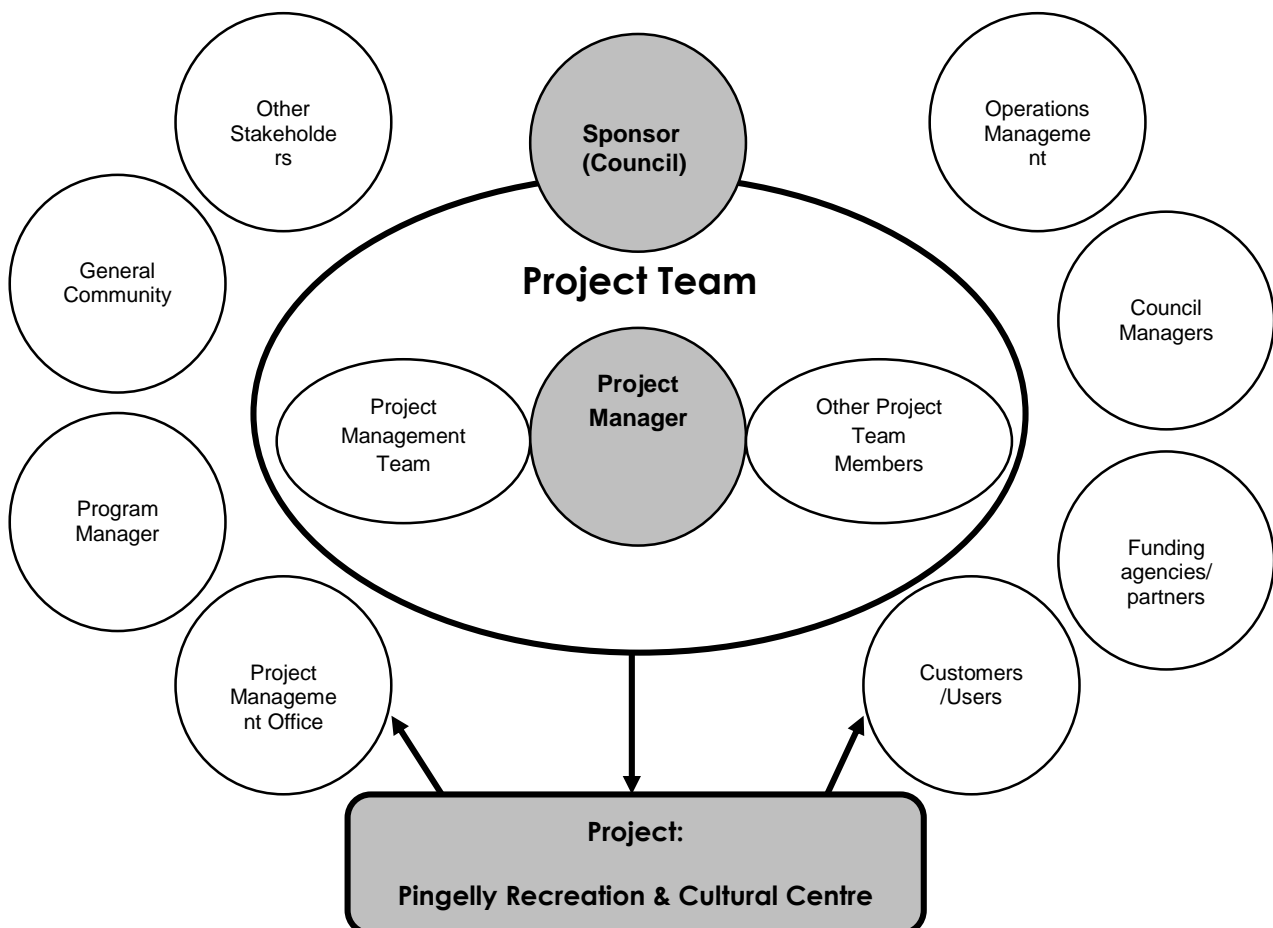 Other
Stakeholde
rs
Sponsor
(Council)
Operations
Manageme
nt
General
Community
Project Team
Council
Managers
Project
Management
Team
Project
Manager
Other Project
Team
Members
Program
Manager
Funding
agencies/
partners
Project
Manageme
nt Office
Customers
/Users
Project:
Pingelly Recreation & Cultural Centre